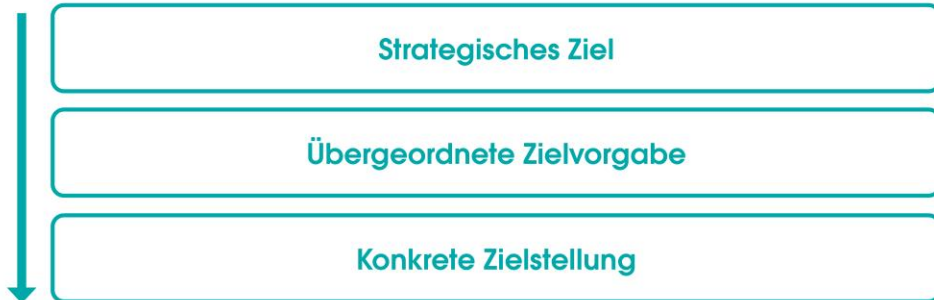 Strategisches Ziel
Übergeordnete Zielvorgabe
Konkrete Zielstellung